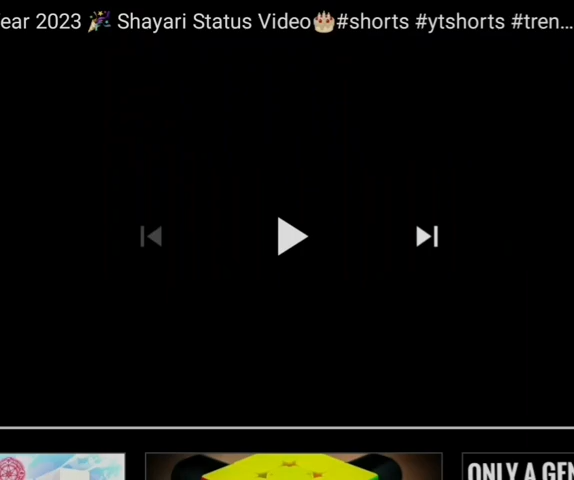 ear 2023 🎉 Shayari Status Video🎂#shorts #ytshorts #tren...
ONLY A GEN